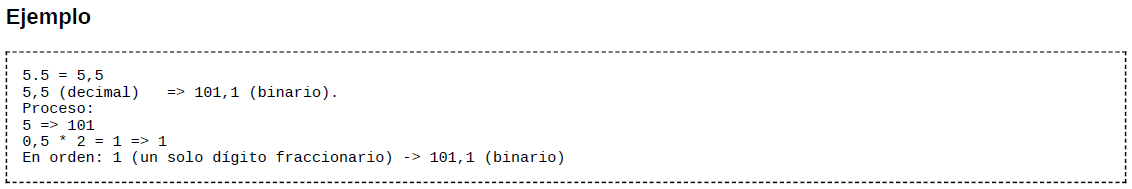 Ejemplo
5.5 = 5,5
5,5 (decimal)   => 101,1 (binario).
Proceso:
5 => 101
0,5 * 2 = 1 => 1
En orden: 1 (un solo dígito fraccionario) -> 101,1 (binario)